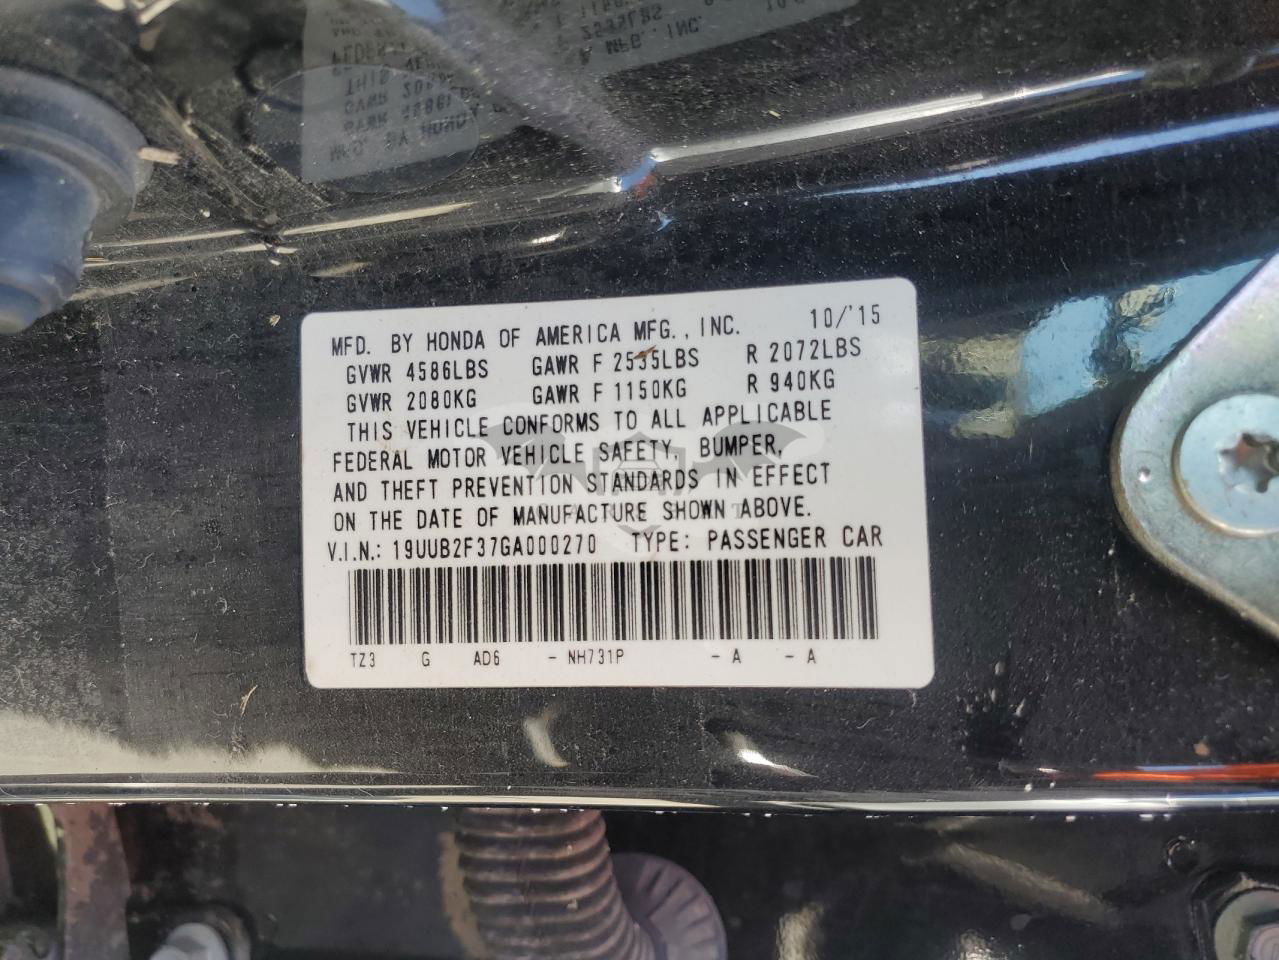 MFD. BY HONDA OF AMERICA MFG., INC. 10/'15
GVWR 4586LBS GAWR F 2535LBS R 2072LBS
GVWR 2080KG GAWR F 1150KG R 940KG
THIS VEHICLE CONFORMS TO ALL APPLICABLE
FEDERAL MOTOR VEHICLE SAFETY, BUMPER,
AND THEFT PREVENTION STANDARDS IN EFFECT
ON THE DATE OF MANUFACTURE SHOWN ABOVE.
V.I.N.: 19UUB2F37GA000270 TYPE: PASSENGER CAR
TZ3 G AD6 - NH731P - A - A